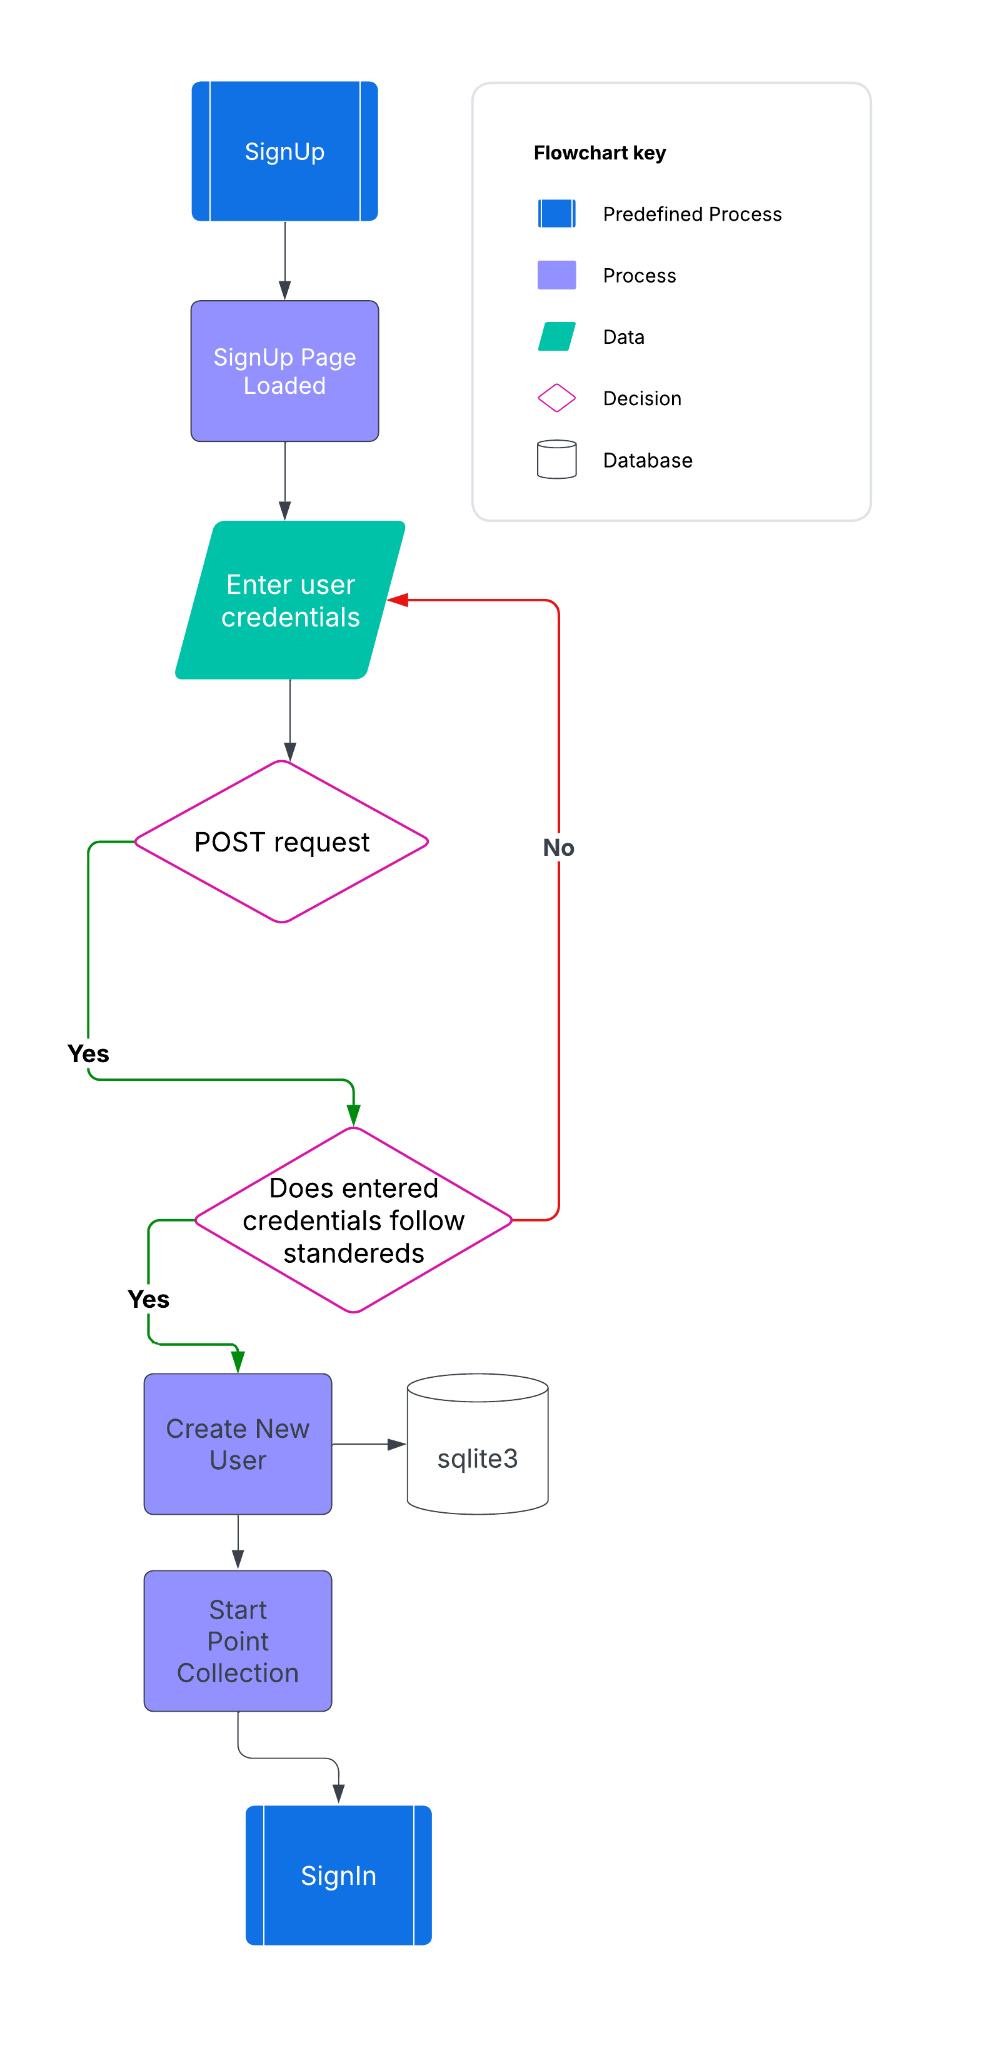 SignUp
Flowchart key
Predefined Process
Process
Data
Decision
Database
SignUp Page
Loaded
Enter user
credentials
POST request
No
Yes
Does entered
credentials follow
standereds
Yes
Create New
User
sqlite3
Start
Point
Collection
SignIn